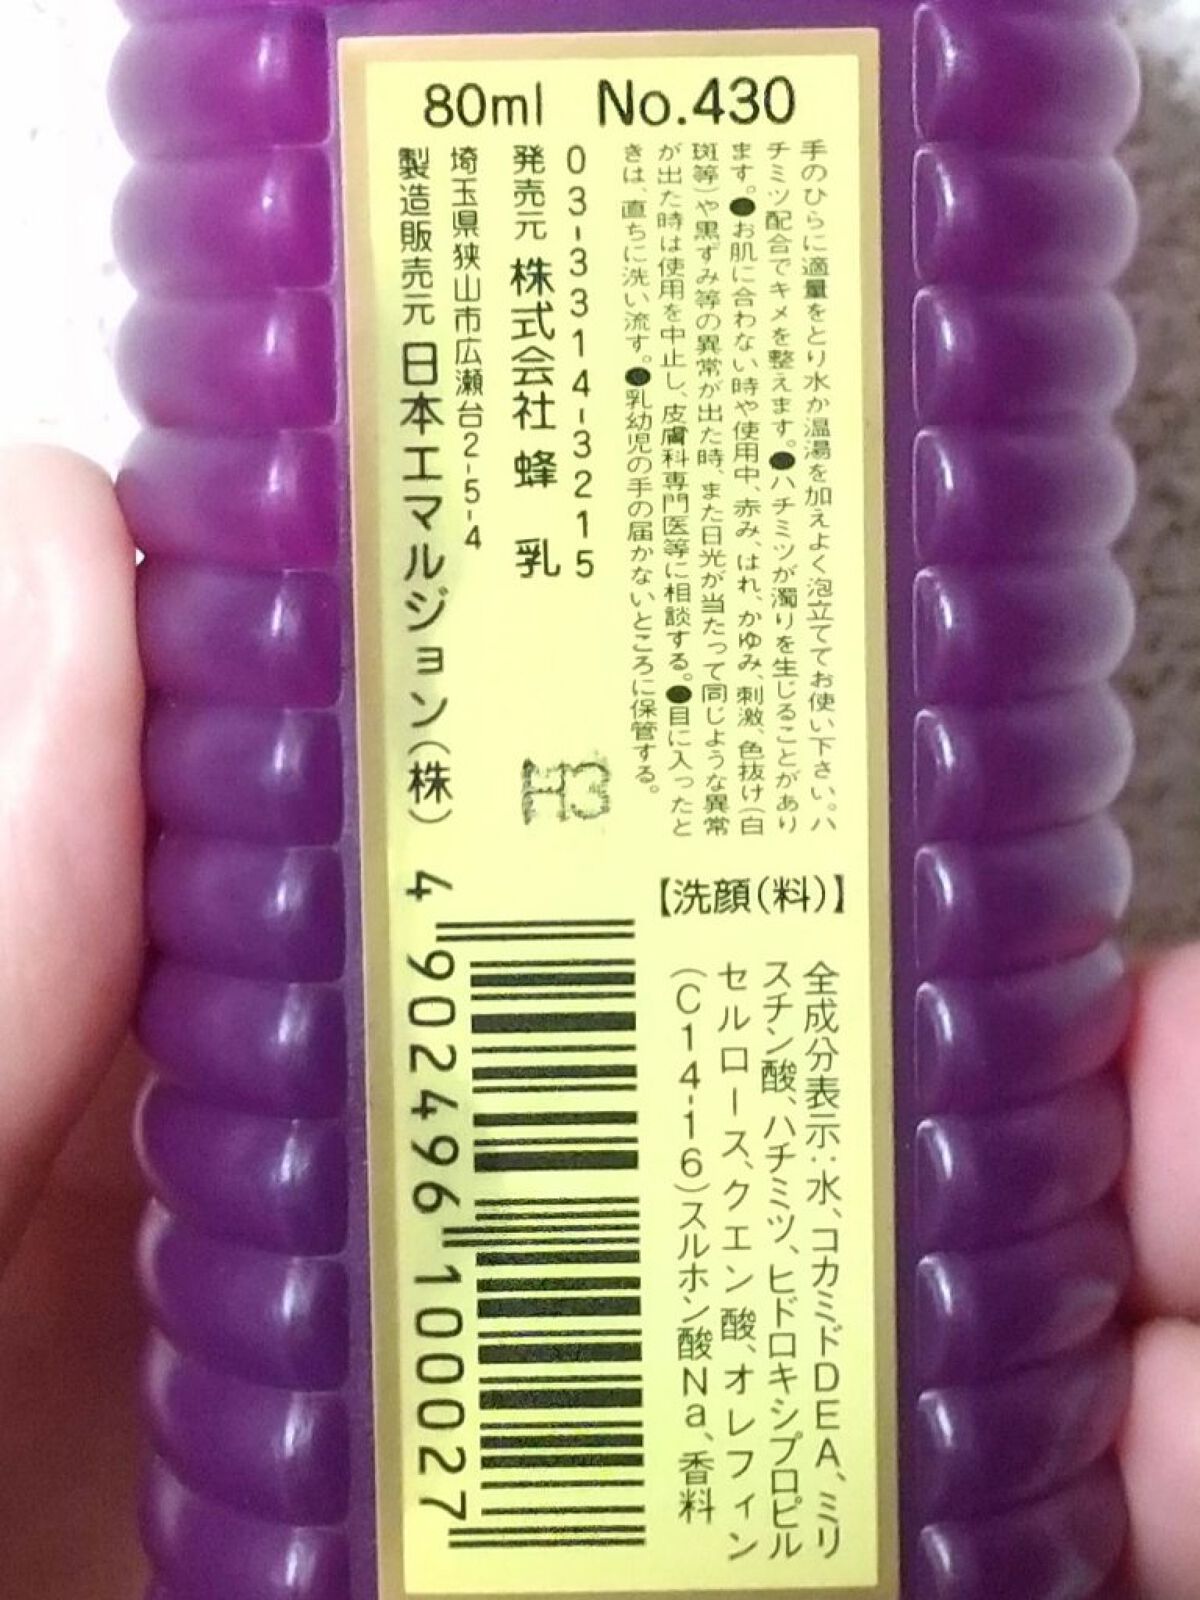 80ml No.430
手のひらに適量をとり水か温湯を加えよく泡立ててお使い下さい。ハ
チミツ配合でキメを整えます。●ハチミツが濁りを生じることがあり
ます。●お肌に合わない時や使用中、赤み、はれ、かゆみ、刺激、色抜け(白
斑等)や黒ずみ等の異常が出た時、また日光が当たって同じような異常
が出た時は使用を中止し、皮膚科専門医等に相談する。●目に入ったと
きは、直ちに洗い流す。●乳幼児の手の届かないところに保管する。
03-3314-3215
発売元 株式会社 蜂 乳
埼玉県狭山市広瀬台2-5-4
製造販売元 日本エマルジョン(株)
H3
【洗顔(料)】
全成分表示:水、コカミドDEA、ミリ
スチン酸、ハチミツ、ヒドロキシプロピル
セルロース、クエン酸、オレフィン
(C14-16)スルホン酸Na、香料
4 902496 100027